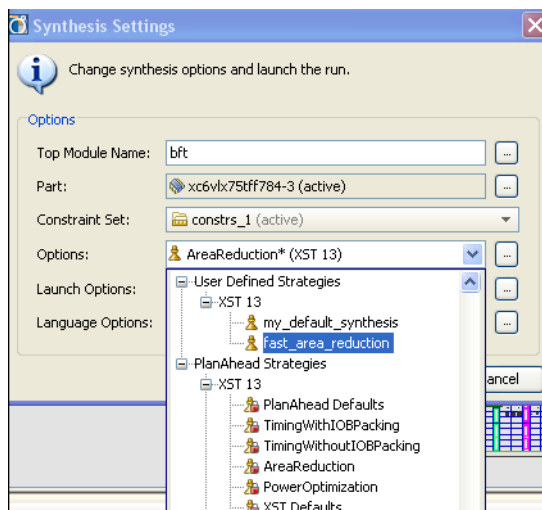 Synthesis Settings
Change synthesis options and launch the run.
Options
Top Module Name: bft ...
Part: xc6vlx75tff784-3 (active) ...
Constraint Set: constrs_1 (active)
Options: AreaReduction* (XST 13) ...
Launch Options: ...
Language Options: ...
User Defined Strategies
XST 13
my_default_synthesis
fast_area_reduction
PlanAhead Strategies
XST 13
PlanAhead Defaults
TimingWithIOBPacking
TimingWithoutIOBPacking
AreaReduction
PowerOptimization
XST Defaults
ancel